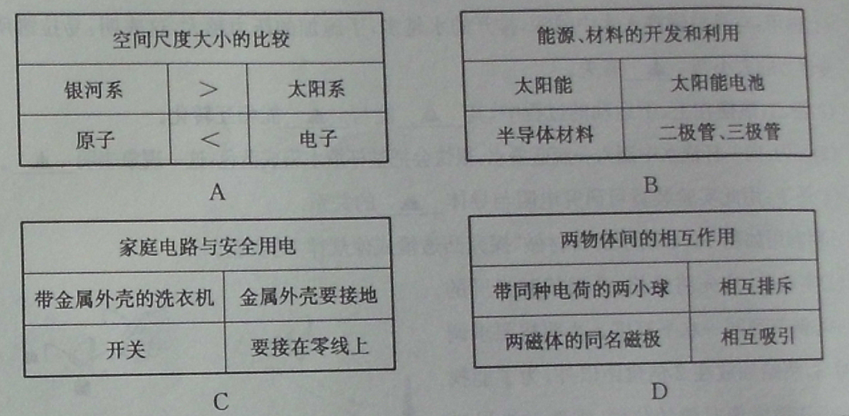 空间尺度大小的比较
银河系 > 太阳系
原子 < 电子
A
能源、材料的开发和利用
太阳能 太阳能电池
半导体材料 二极管、三极管
B
家庭电路与安全用电
带金属外壳的洗衣机 金属外壳要接地
开关 要接在零线上
C
两物体间的相互作用
带同种电荷的两小球 相互排斥
两磁体的同名磁极 相互吸引
D